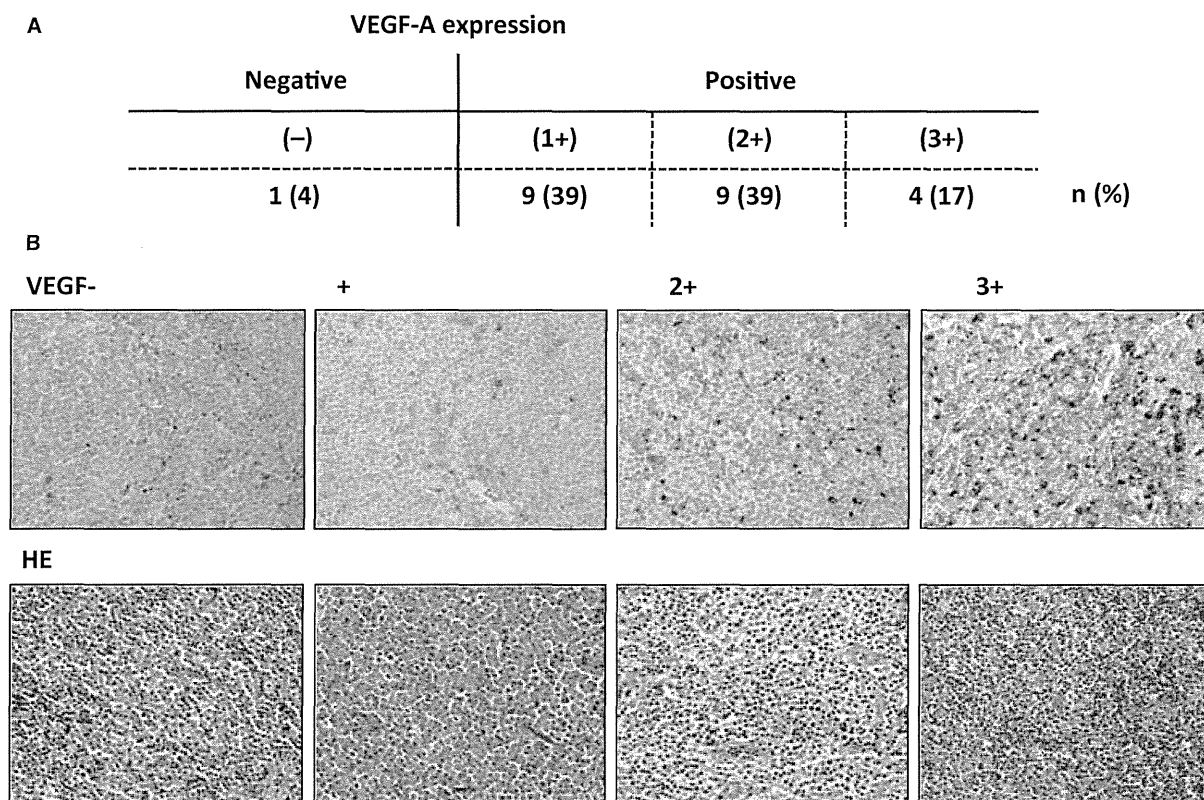 A
VEGF-A expression
Negative Positive
(–) (1+) (2+) (3+)
1 (4) 9 (39) 9 (39) 4 (17) n (%)
B
VEGF- + 2+ 3+
HE